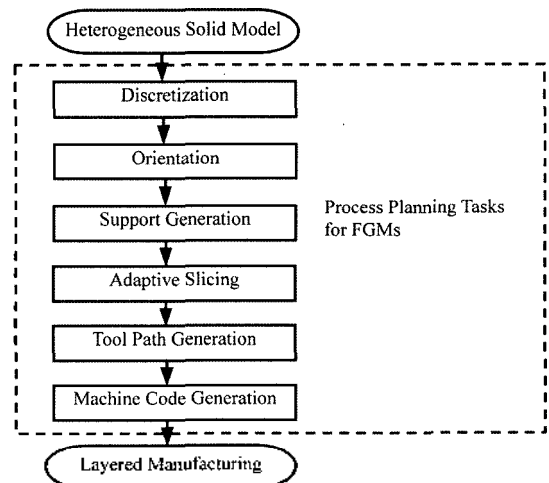 Heterogeneous Solid Model
Discretization
Orientation
Support Generation
Process Planning Tasks
for FGMs
Adaptive Slicing
Tool Path Generation
Machine Code Generation
Layered Manufacturing